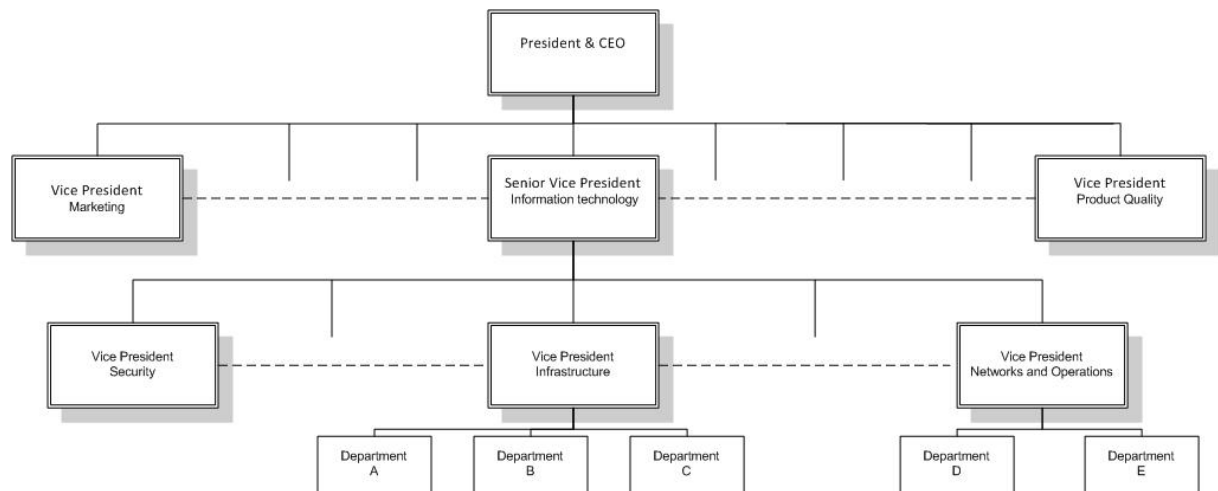 President & CEO
Vice President
Marketing
Senior Vice President
Information technology
Vice President
Product Quality
Vice President
Security
Vice President
Infrastructure
Vice President
Networks and Operations
Department
A
Department
B
Department
C
Department
D
Department
E